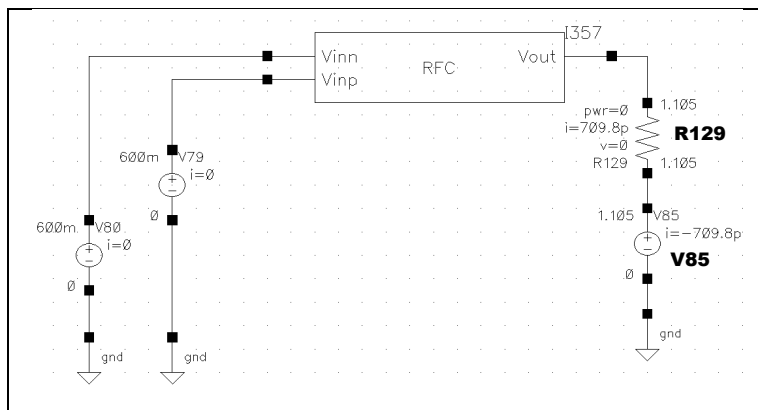 I357
Vinn
RFC
Vout
Vinp
pwr=0
1.105
i=709.8p
R129
v=0
R129
1.105
600m
V79
i=0
0
600m
V80
i=0
0
1.105
V85
i=-709.8p
V85
0
gnd
gnd
gnd